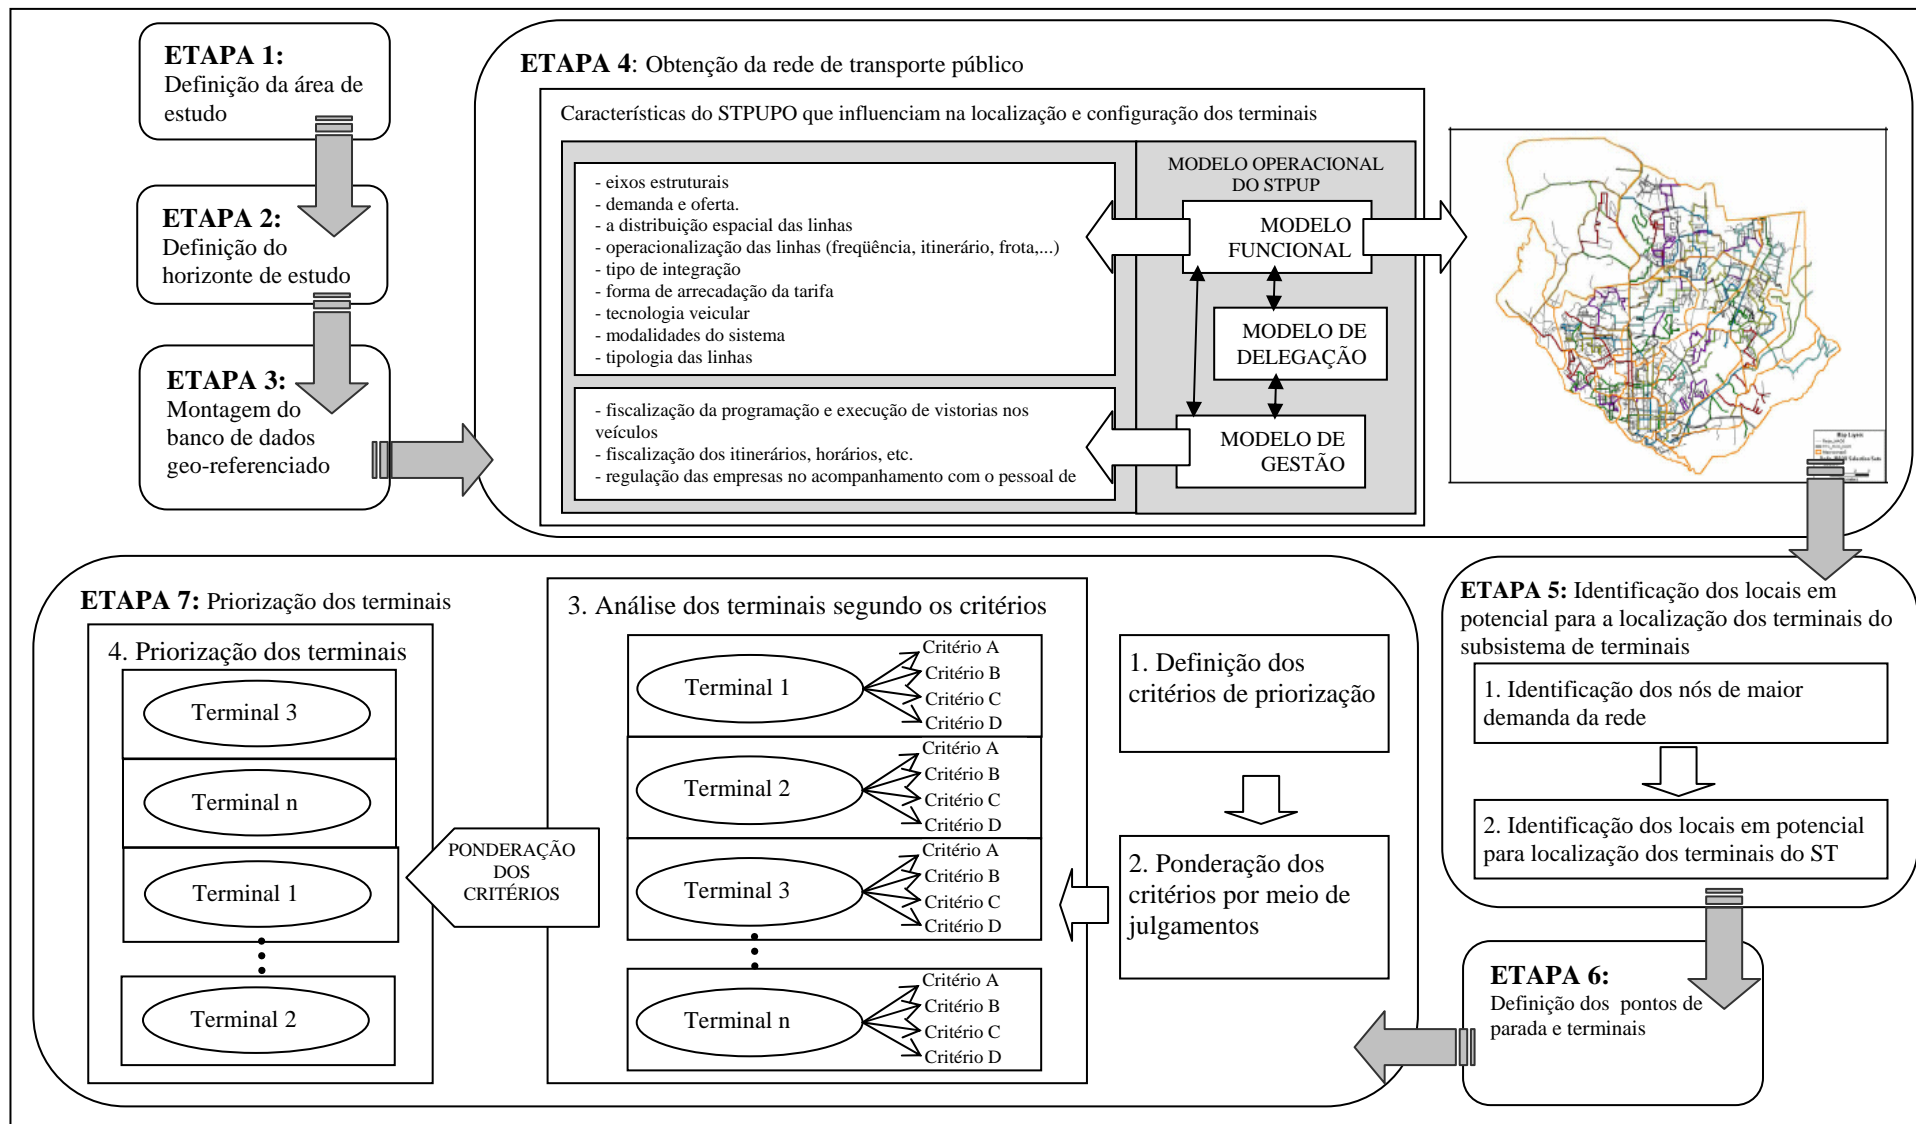 ETAPA 1:
Definição da área de
estudo
ETAPA 2:
Definição do
horizonte de estudo
ETAPA 3:
Montagem do
banco de dados
geo-referenciado
ETAPA 4: Obtenção da rede de transporte público
Características do STPUPO que influenciam na localização e configuração dos terminais
- eixos estruturais
- demanda e oferta.
- a distribuição espacial das linhas
- operacionalização das linhas (freqüência, itinerário, frota,...)
- tipo de integração
- forma de arrecadação da tarifa
- tecnologia veicular
- modalidades do sistema
- tipologia das linhas
- fiscalização da programação e execução de vistorias nos
veículos
- fiscalização dos itinerários, horários, etc.
- regulação das empresas no acompanhamento com o pessoal de
MODELO OPERACIONAL
DO STPUP
MODELO
FUNCIONAL
MODELO DE
DELEGAÇÃO
MODELO DE
GESTÃO
Map Layers
ETAPA 5: Identificação dos locais em
potencial para a localização dos terminais do
subsistema de terminais
1. Identificação dos nós de maior
demanda da rede
2. Identificação dos locais em potencial
para localização dos terminais do ST
ETAPA 6:
Definição dos pontos de
parada e terminais
ETAPA 7: Priorização dos terminais
1. Definição dos
critérios de priorização
2. Ponderação dos
critérios por meio de
julgamentos
3. Análise dos terminais segundo os critérios
Terminal 1
Critério A
Critério B
Critério C
Critério D
Terminal 2
Critério A
Critério B
Critério C
Critério D
Terminal 3
Critério A
Critério B
Critério C
Critério D
Terminal n
Critério A
Critério B
Critério C
Critério D
PONDERAÇÃO
DOS
CRITÉRIOS
4. Priorização dos terminais
Terminal 3
Terminal n
Terminal 1
Terminal 2